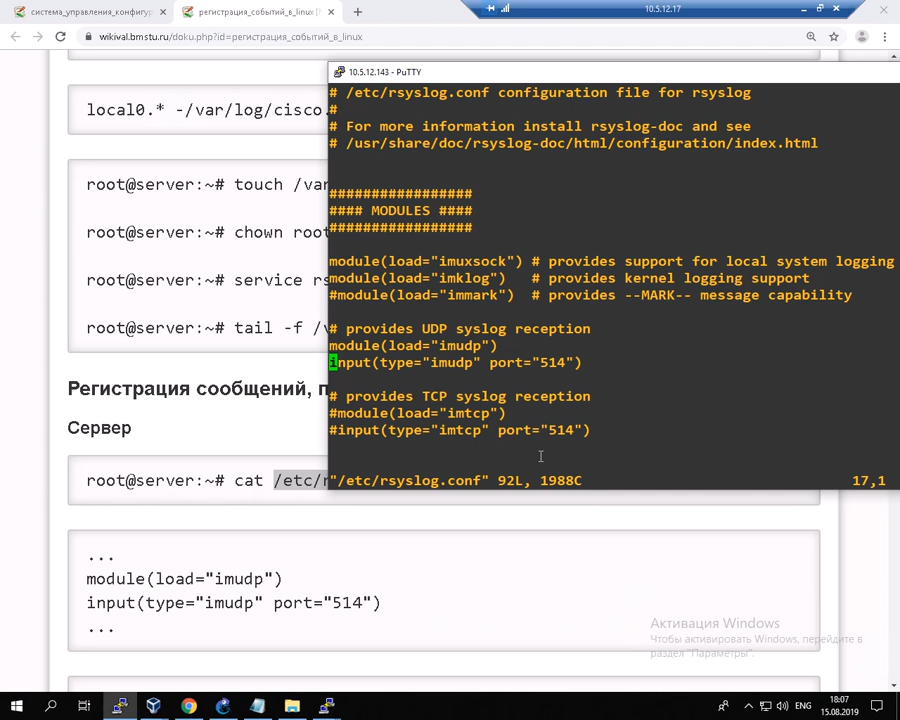 система_управления_конфигур
регистрация_событий_в_linux [
10.5.12.17
wikival.bmstu.ru/doku.php?id=регистрация_событий_в_linux
local0.* -/var/log/cisco.
root@server:~# touch /var
root@server:~# chown root
root@server:~# service rs
root@server:~# tail -f /v
Регистрация сообщений, п
Сервер
root@server:~# cat /etc/r
...
module(load="imudp")
input(type="imudp" port="514")
...
10.5.12.143 - PuTTY
# /etc/rsyslog.conf configuration file for rsyslog
#
# For more information install rsyslog-doc and see
# /usr/share/doc/rsyslog-doc/html/configuration/index.html
#################
#### MODULES ####
#################
module(load="imuxsock") # provides support for local system logging
module(load="imklog")   # provides kernel logging support
#module(load="immark")  # provides --MARK-- message capability
# provides UDP syslog reception
module(load="imudp")
input(type="imudp" port="514")
# provides TCP syslog reception
#module(load="imtcp")
#input(type="imtcp" port="514")
"/etc/rsyslog.conf" 92L, 1988C
17,1
Активация Windows
Чтобы активировать Windows, перейдите в
раздел "Параметры".
ENG
18:07
15.08.2019